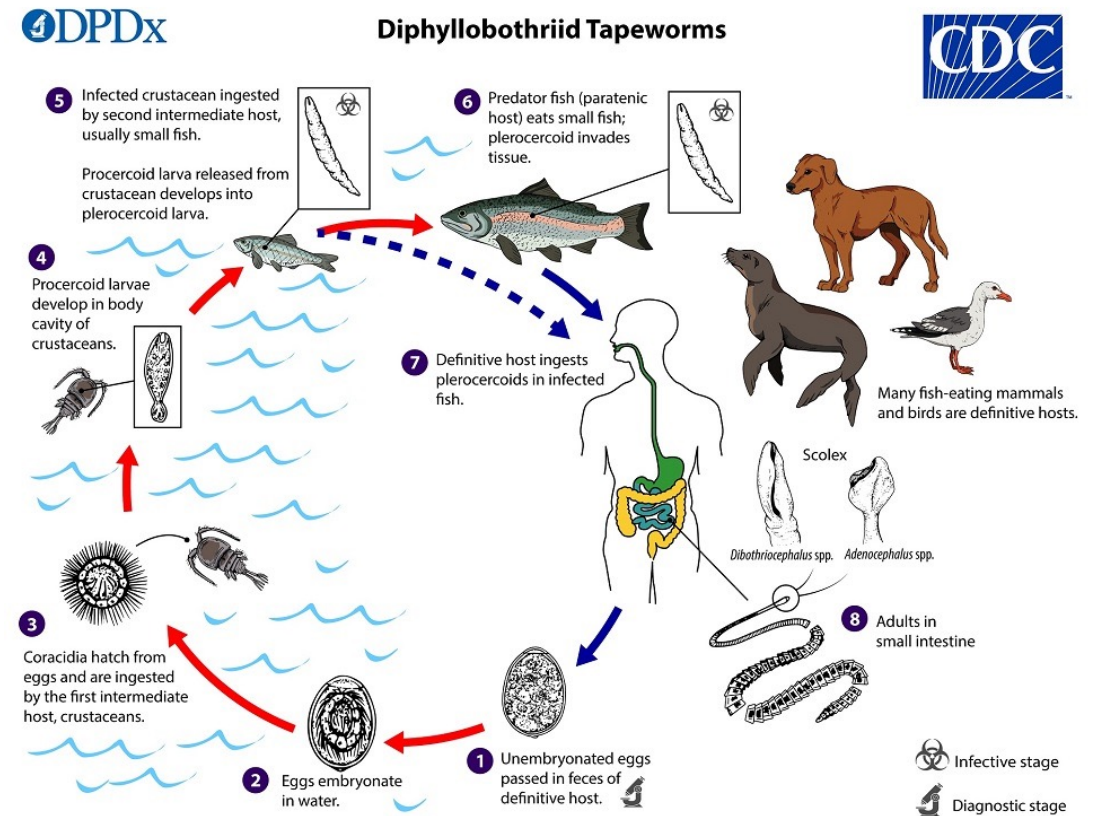 DPDx
Diphyllobothriid Tapeworms
CDC
TM
5
Infected crustacean ingested
by second intermediate host,
usually small fish.
Procercoid larva released from
crustacean develops into
plerocercoid larva.
6
Predator fish (paratenic
host) eats small fish;
plerocercoid invades
tissue.
4
Procercoid larvae
develop in body
cavity of
crustaceans.
7
Definitive host ingests
plerocercoids in infected
fish.
Many fish-eating mammals
and birds are definitive hosts.
Scolex
Dibothriocephalus spp.
Adenocephalus spp.
3
Coracidia hatch from
eggs and are ingested
by the first intermediate
host, crustaceans.
8
Adults in
small intestine
2
Eggs embryonate
in water.
1
Unembryonated eggs
passed in feces of
definitive host.
Infective stage
Diagnostic stage